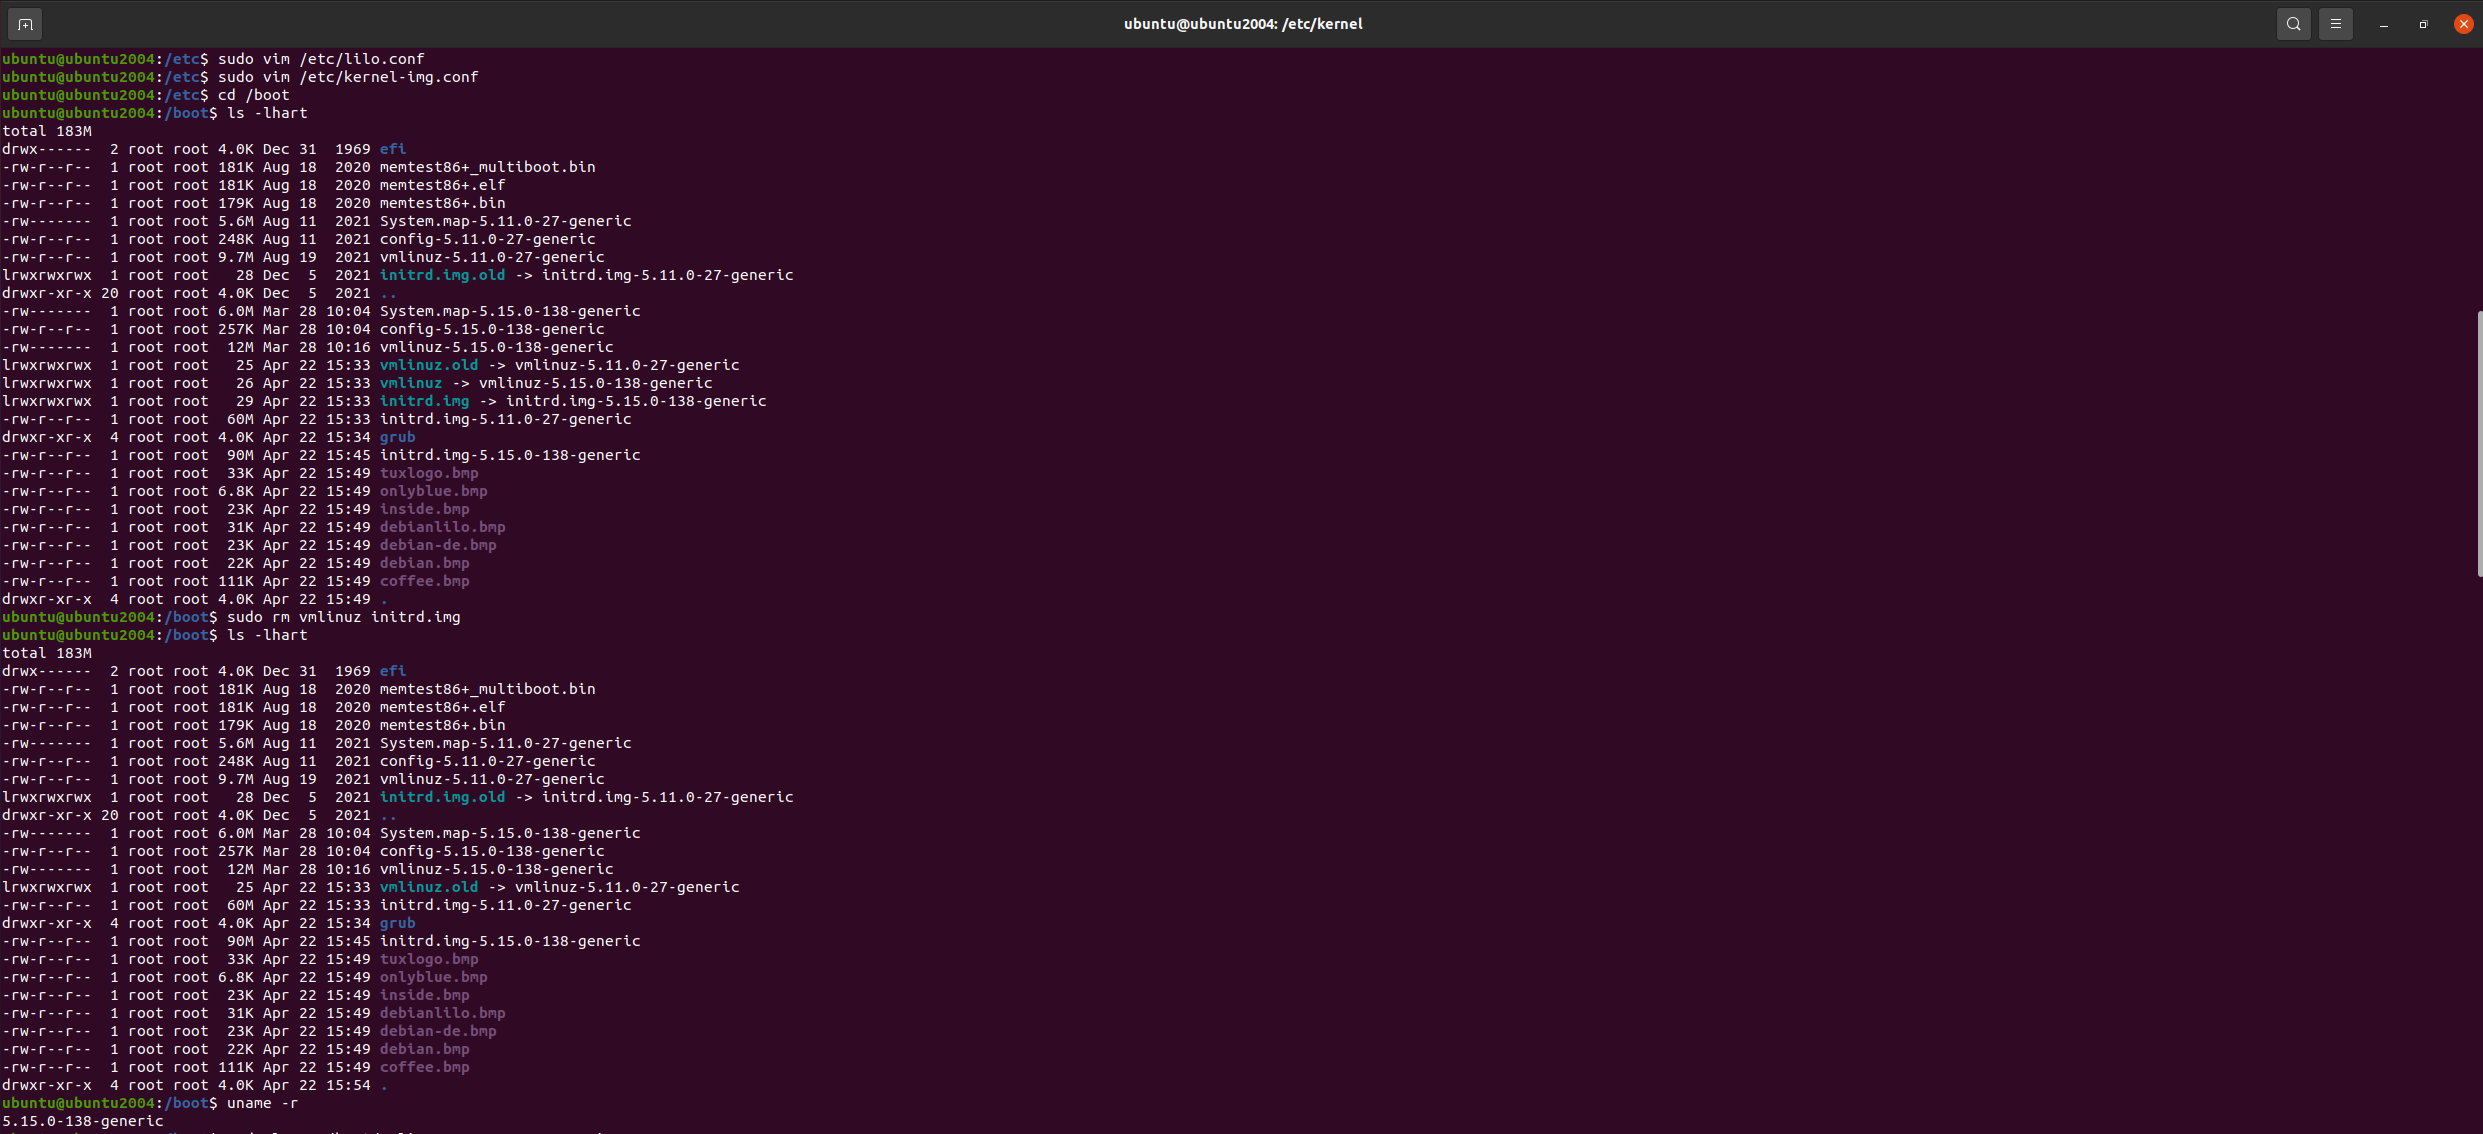 ubuntu@ubuntu2004: /etc/kernel
ubuntu@ubuntu2004:/etc$ sudo vim /etc/lilo.conf
ubuntu@ubuntu2004:/etc$ sudo vim /etc/kernel-img.conf
ubuntu@ubuntu2004:/etc$ cd /boot
ubuntu@ubuntu2004:/boot$ ls -lhart
total 183M
drwx------  2 root root 4.0K Dec 31  1969 efi
-rw-r--r--  1 root root 181K Aug 18  2020 memtest86+_multiboot.bin
-rw-r--r--  1 root root 181K Aug 18  2020 memtest86+.elf
-rw-r--r--  1 root root 179K Aug 18  2020 memtest86+.bin
-rw-------  1 root root 5.6M Aug 11  2021 System.map-5.11.0-27-generic
-rw-r--r--  1 root root 248K Aug 11  2021 config-5.11.0-27-generic
-rw-r--r--  1 root root 9.7M Aug 19  2021 vmlinuz-5.11.0-27-generic
lrwxrwxrwx  1 root root   28 Dec  5  2021 initrd.img.old -> initrd.img-5.11.0-27-generic
drwxr-xr-x 20 root root 4.0K Dec  5  2021 ..
-rw-------  1 root root 6.0M Mar 28 10:04 System.map-5.15.0-138-generic
-rw-r--r--  1 root root 257K Mar 28 10:04 config-5.15.0-138-generic
-rw-------  1 root root  12M Mar 28 10:16 vmlinuz-5.15.0-138-generic
lrwxrwxrwx  1 root root   25 Apr 22 15:33 vmlinuz.old -> vmlinuz-5.11.0-27-generic
lrwxrwxrwx  1 root root   26 Apr 22 15:33 vmlinuz -> vmlinuz-5.15.0-138-generic
lrwxrwxrwx  1 root root   29 Apr 22 15:33 initrd.img -> initrd.img-5.15.0-138-generic
-rw-r--r--  1 root root  60M Apr 22 15:33 initrd.img-5.11.0-27-generic
drwxr-xr-x  4 root root 4.0K Apr 22 15:34 grub
-rw-r--r--  1 root root  90M Apr 22 15:45 initrd.img-5.15.0-138-generic
-rw-r--r--  1 root root  33K Apr 22 15:49 tuxlogo.bmp
-rw-r--r--  1 root root 6.8K Apr 22 15:49 onlyblue.bmp
-rw-r--r--  1 root root  23K Apr 22 15:49 inside.bmp
-rw-r--r--  1 root root  31K Apr 22 15:49 debianlilo.bmp
-rw-r--r--  1 root root  23K Apr 22 15:49 debian-de.bmp
-rw-r--r--  1 root root  22K Apr 22 15:49 debian.bmp
-rw-r--r--  1 root root 111K Apr 22 15:49 coffee.bmp
drwxr-xr-x  4 root root 4.0K Apr 22 15:49 .
ubuntu@ubuntu2004:/boot$ sudo rm vmlinuz initrd.img
ubuntu@ubuntu2004:/boot$ ls -lhart
total 183M
drwx------  2 root root 4.0K Dec 31  1969 efi
-rw-r--r--  1 root root 181K Aug 18  2020 memtest86+_multiboot.bin
-rw-r--r--  1 root root 181K Aug 18  2020 memtest86+.elf
-rw-r--r--  1 root root 179K Aug 18  2020 memtest86+.bin
-rw-------  1 root root 5.6M Aug 11  2021 System.map-5.11.0-27-generic
-rw-r--r--  1 root root 248K Aug 11  2021 config-5.11.0-27-generic
-rw-r--r--  1 root root 9.7M Aug 19  2021 vmlinuz-5.11.0-27-generic
lrwxrwxrwx  1 root root   28 Dec  5  2021 initrd.img.old -> initrd.img-5.11.0-27-generic
drwxr-xr-x 20 root root 4.0K Dec  5  2021 ..
-rw-------  1 root root 6.0M Mar 28 10:04 System.map-5.15.0-138-generic
-rw-r--r--  1 root root 257K Mar 28 10:04 config-5.15.0-138-generic
-rw-------  1 root root  12M Mar 28 10:16 vmlinuz-5.15.0-138-generic
lrwxrwxrwx  1 root root   25 Apr 22 15:33 vmlinuz.old -> vmlinuz-5.11.0-27-generic
-rw-r--r--  1 root root  60M Apr 22 15:33 initrd.img-5.11.0-27-generic
drwxr-xr-x  4 root root 4.0K Apr 22 15:34 grub
-rw-r--r--  1 root root  90M Apr 22 15:45 initrd.img-5.15.0-138-generic
-rw-r--r--  1 root root  33K Apr 22 15:49 tuxlogo.bmp
-rw-r--r--  1 root root 6.8K Apr 22 15:49 onlyblue.bmp
-rw-r--r--  1 root root  23K Apr 22 15:49 inside.bmp
-rw-r--r--  1 root root  31K Apr 22 15:49 debianlilo.bmp
-rw-r--r--  1 root root  23K Apr 22 15:49 debian-de.bmp
-rw-r--r--  1 root root  22K Apr 22 15:49 debian.bmp
-rw-r--r--  1 root root 111K Apr 22 15:49 coffee.bmp
drwxr-xr-x  4 root root 4.0K Apr 22 15:54 .
ubuntu@ubuntu2004:/boot$ uname -r
5.15.0-138-generic